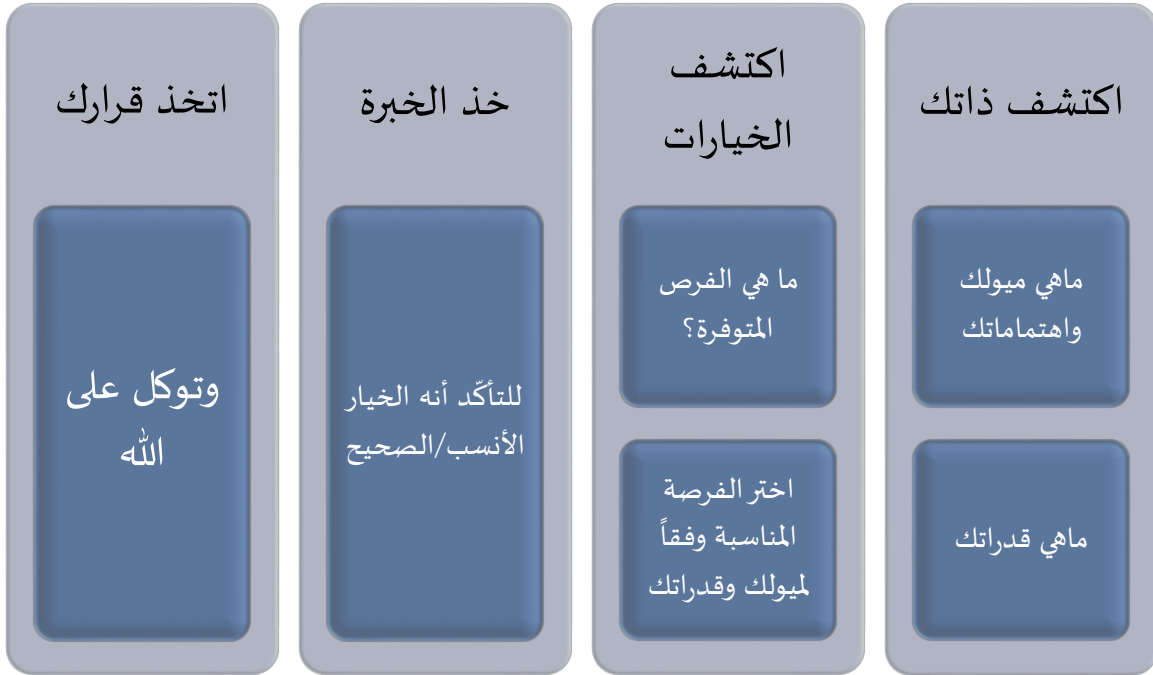 اكتشف ذاتك
ماهي ميولك
واهتماماتك
ماهي قدراتك
اكتشف
الخيارات
ما هي الفرص
المتوفرة؟
اختر الفرصة
المناسبة وفقاً
لميولك وقدراتك
خذ الخبرة
للتأكّد أنه الخيار
الأنسب/الصحيح
اتخذ قرارك
وتوكل على
الله